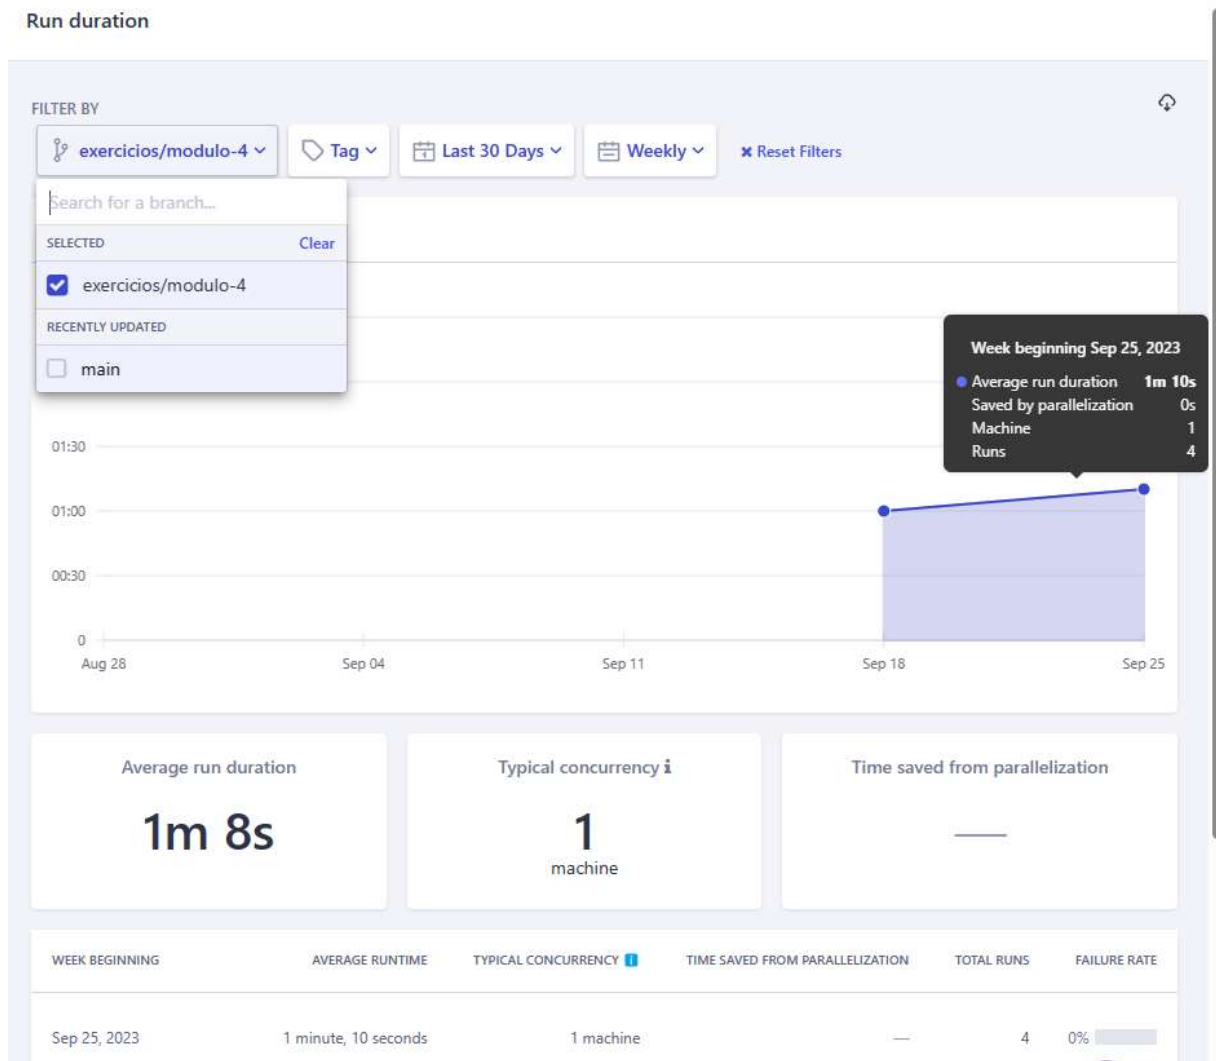 Run duration
FILTER BY
exercicios/modulo-4 Tag Last 30 Days Weekly × Reset Filters
Search for a branch...
SELECTED Clear
exercicios/modulo-4
RECENTLY UPDATED
main
Week beginning Sep 25, 2023
Average run duration 1m 10s
Saved by parallelization 0s
Machine 1
Runs 4
01:30
01:00
00:30
0
Aug 28 Sep 04 Sep 11 Sep 18 Sep 25
Average run duration
1m 8s
Typical concurrency i
1
machine
Time saved from parallelization
—
WEEK BEGINNING AVERAGE RUNTIME TYPICAL CONCURRENCY i TIME SAVED FROM PARALLELIZATION TOTAL RUNS FAILURE RATE
Sep 25, 2023 1 minute, 10 seconds 1 machine — 4 0%